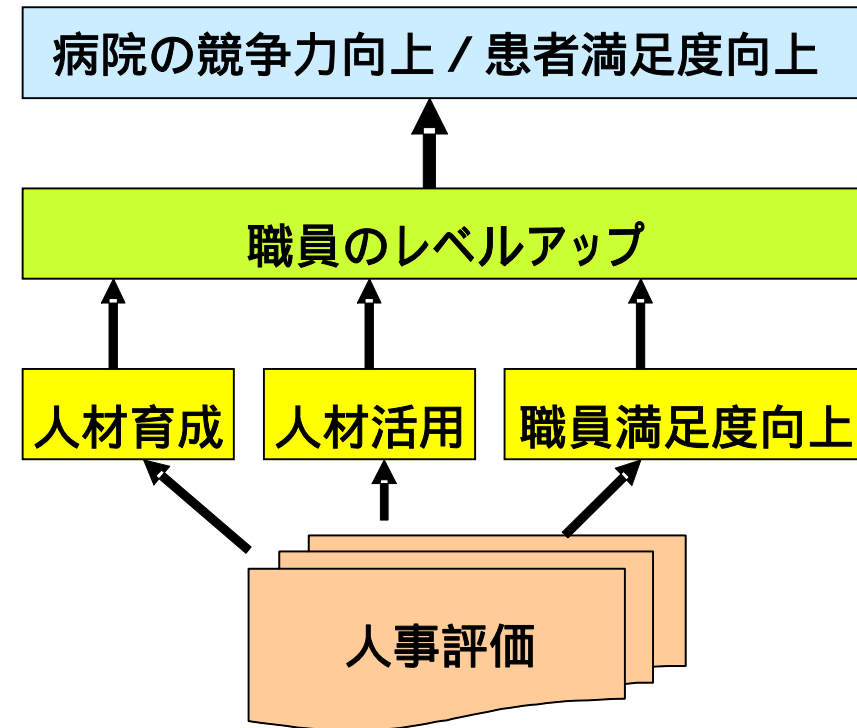 病院の競争力向上 / 患者満足度向上
職員のレベルアップ
人材育成
人材活用
職員満足度向上
人事評価